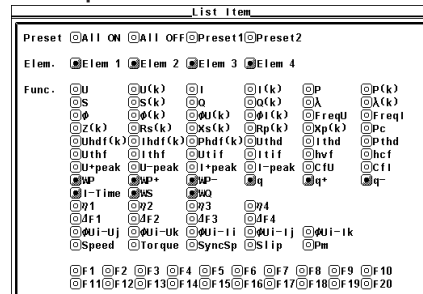 List Item
Preset All ON All OFF Preset1 Preset2
Elem. Elem 1 Elem 2 Elem 3 Elem 4
Func. U U(k) I I(k) P P(k)
S S(k) Q Q(k) λ λ(k)
ϕ ϕ(k) ϕU(k) ϕI(k) FreqU FreqI
Z(k) Rs(k) Xs(k) Rp(k) Xp(k) Pc
Uhdf(k) Ihdf(k) Phdf(k) Uthd Ithd Pthd
Uthf Ithf Utif Itif hvf hcf
U+peak U-peak I+peak I-peak CfU CfI
WP WP+ WP- q q+ q-
I-Time WS WQ
η1 η2 η3 η4
ΔF1 ΔF2 ΔF3 ΔF4
ϕUi-Uj ϕUi-Uk ϕUi-Ii ϕUi-Ij ϕUi-Ik
Speed Torque SyncSp Slip Pm
F1 F2 F3 F4 F5 F6 F7 F8 F9 F10
F11 F12 F13 F14 F15 F16 F17 F18 F19 F20